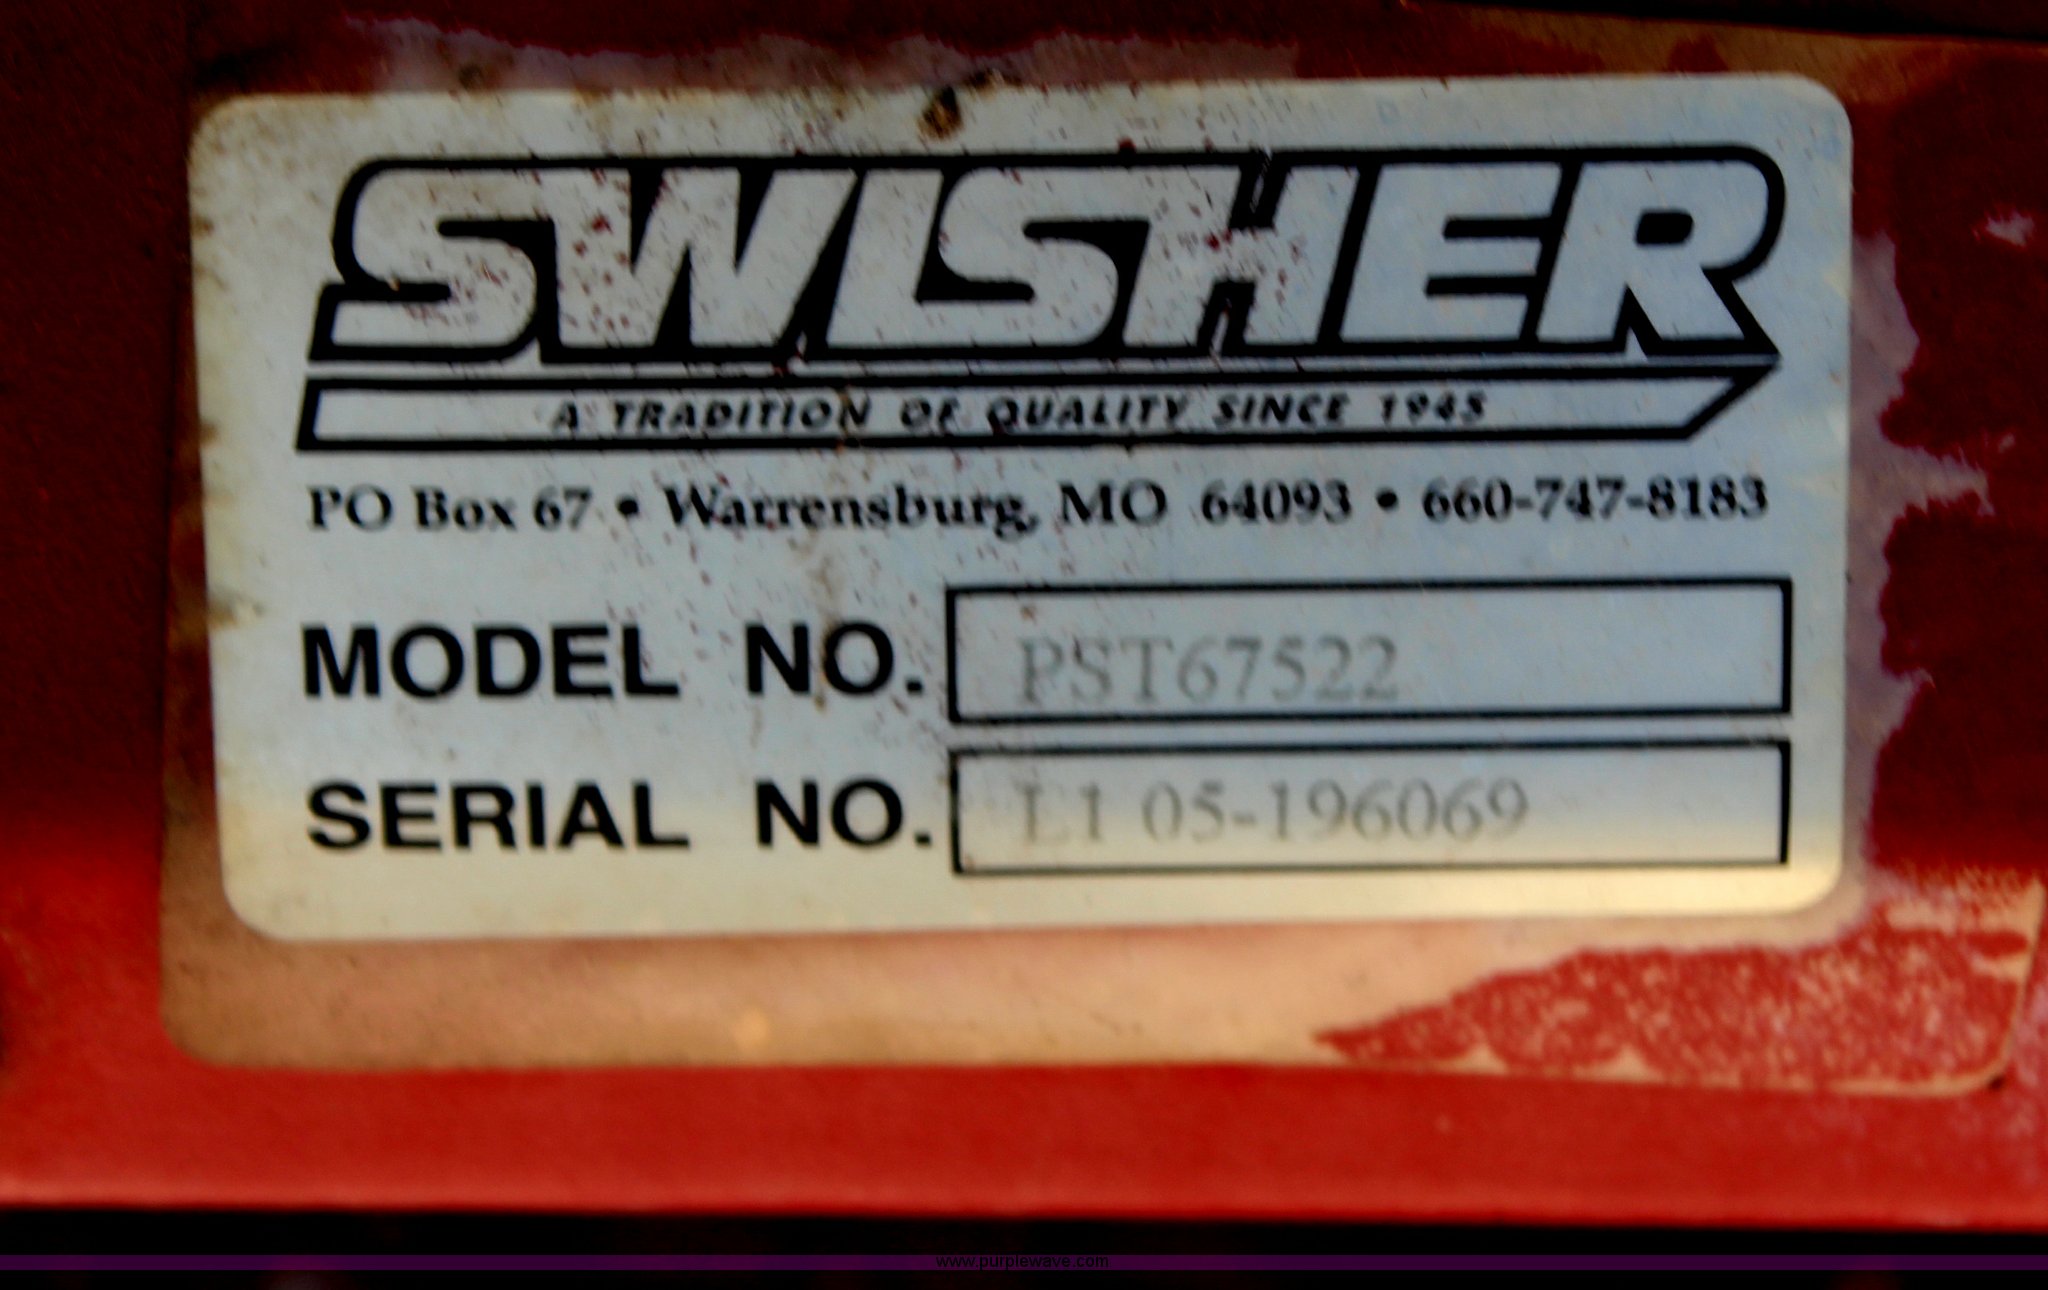 SWISHER
A TRADITION OF QUALITY SINCE 1945
PO Box 67 • Warrensburg, MO 64093 • 660-747-8183
MODEL NO. PST67522
SERIAL NO. L1 05-196069
www.purplewave.com